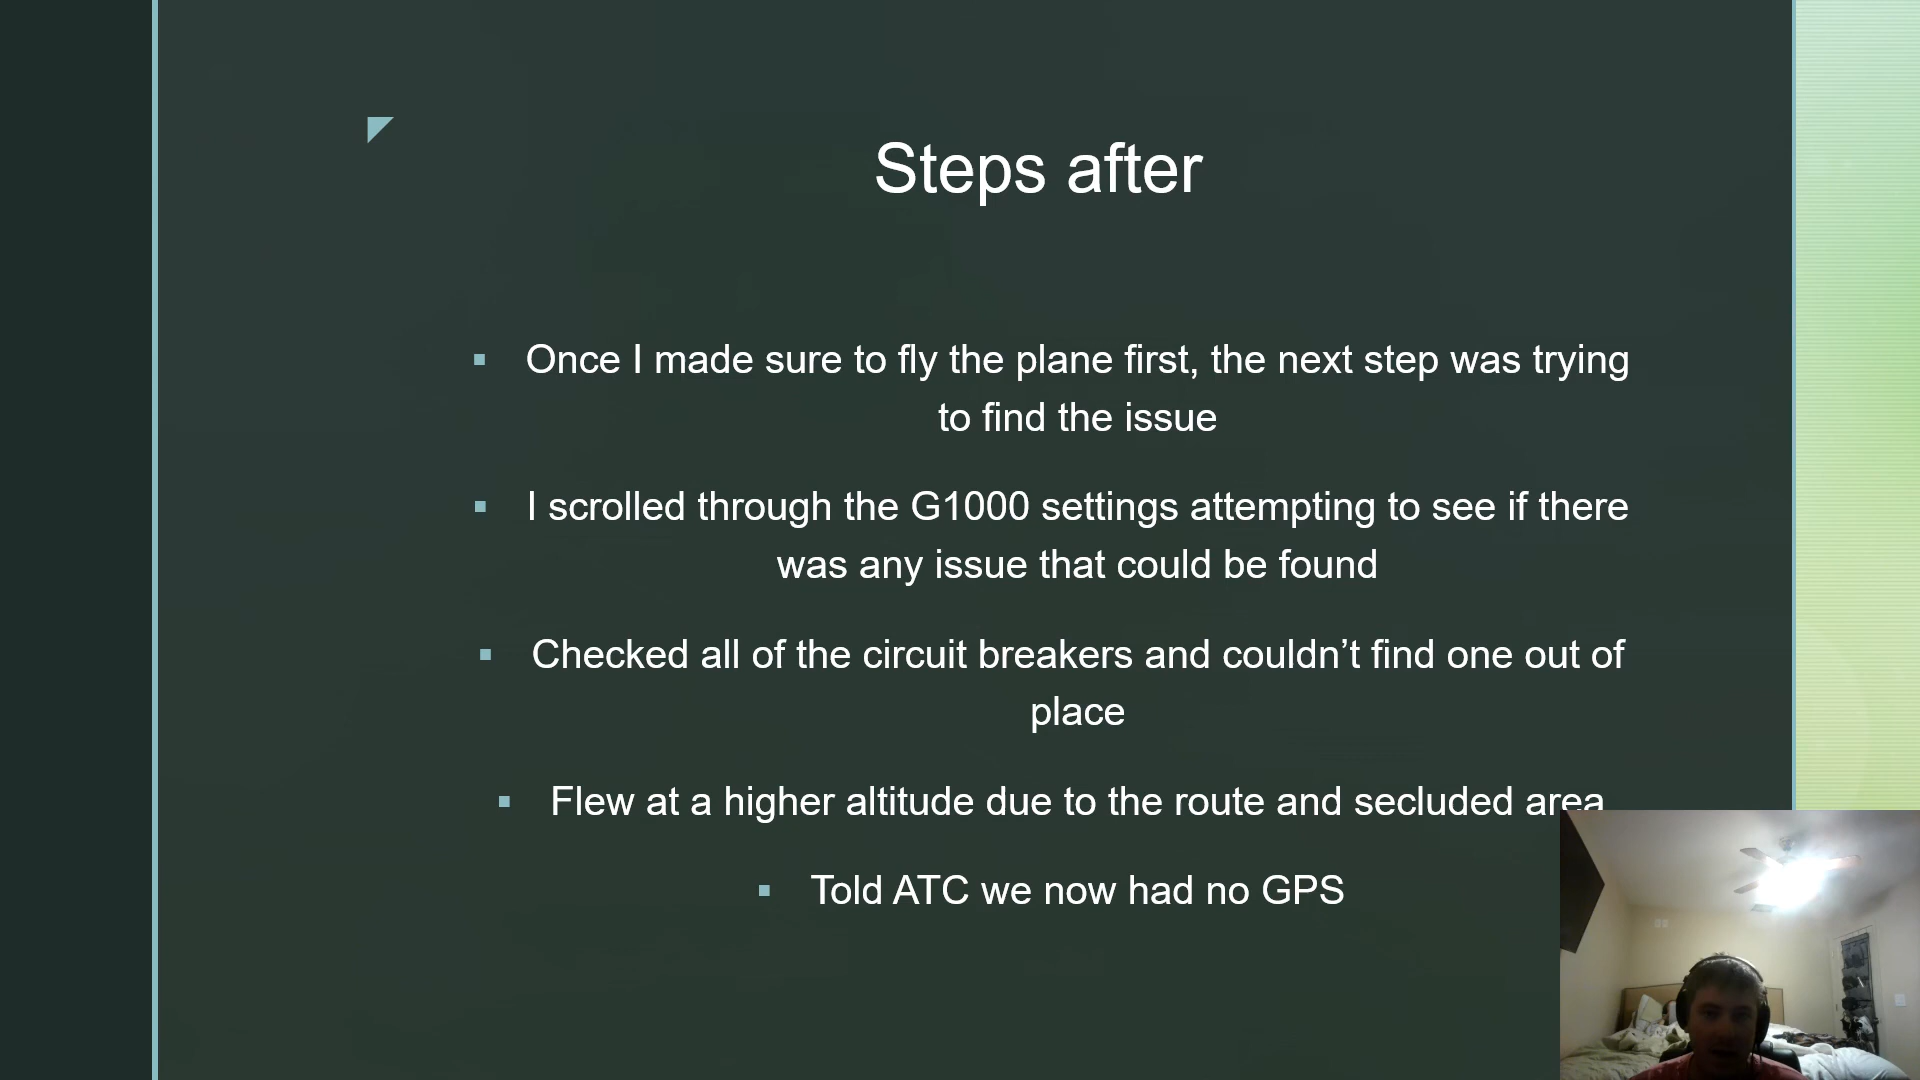 Steps after
▪ Once I made sure to fly the plane first, the next step was trying
to find the issue
▪ I scrolled through the G1000 settings attempting to see if there
was any issue that could be found
▪ Checked all of the circuit breakers and couldn’t find one out of
place
▪ Flew at a higher altitude due to the route and secluded area
▪ Told ATC we now had no GPS